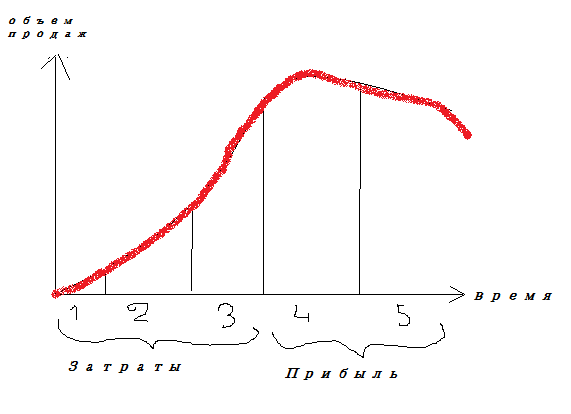 объем
продаж
время
1 2 3 4 5
Затраты
Прибыль